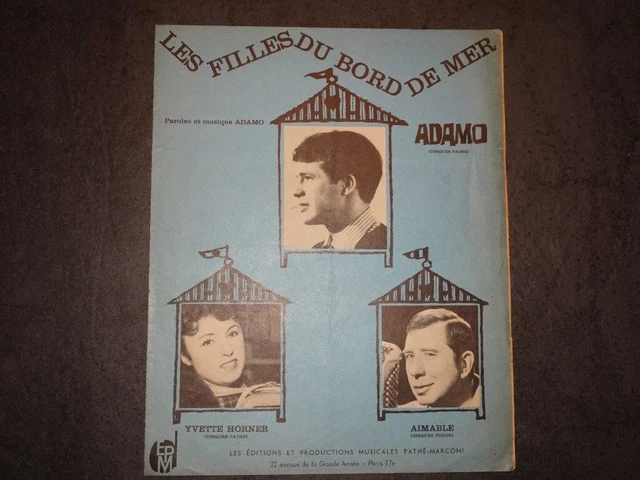 LES FILLES DU BORD DE MER
Paroles et musique ADAMO
ADAMO
(DISQUES PATHÉ)
YVETTE HORNER
(DISQUES PATHÉ)
AIMABLE
(DISQUES VOGUE)
EPM
LES ÉDITIONS ET PRODUCTIONS MUSICALES PATHÉ-MARCONI
22 avenue de la Grande Armée - Paris 17e